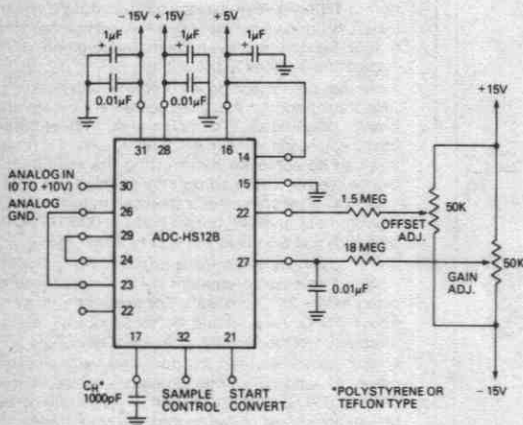 - 15V + 15V + 5V
1μF 1μF 1μF
+ + +
0.01μF 0.01μF
31 28 16
14
15
22
27
ANALOG IN
(0 TO +10V)
30
ANALOG
GND.
26
29
24
23
22
ADC-HS12B
17 32 21
1.5 MEG
OFFSET
ADJ.
50K
18 MEG
GAIN
ADJ.
50K
0.01μF
+15V
- 15V
CH*
1000pF
SAMPLE
CONTROL
START
CONVERT
*POLYSTYRENE OR
TEFLON TYPE